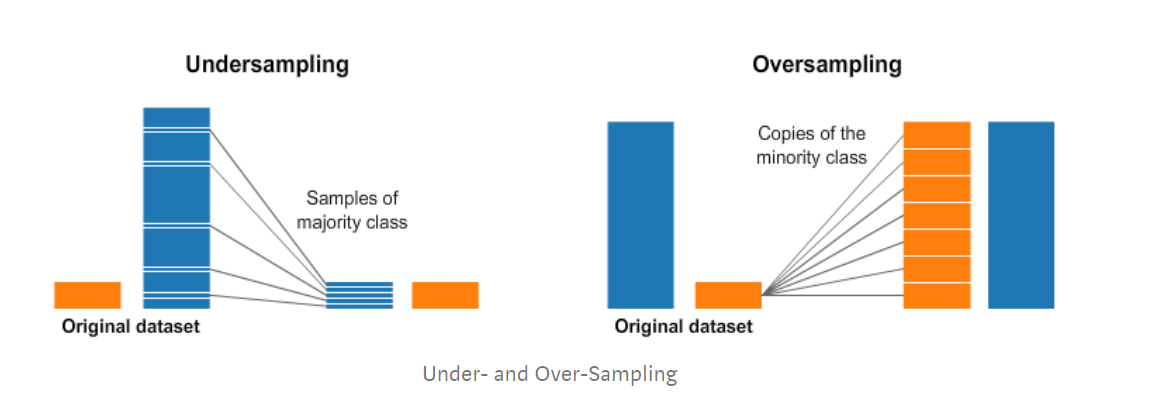 Undersampling
Samples of
majority class
Original dataset
Oversampling
Copies of the
minority class
Original dataset
Under- and Over-Sampling